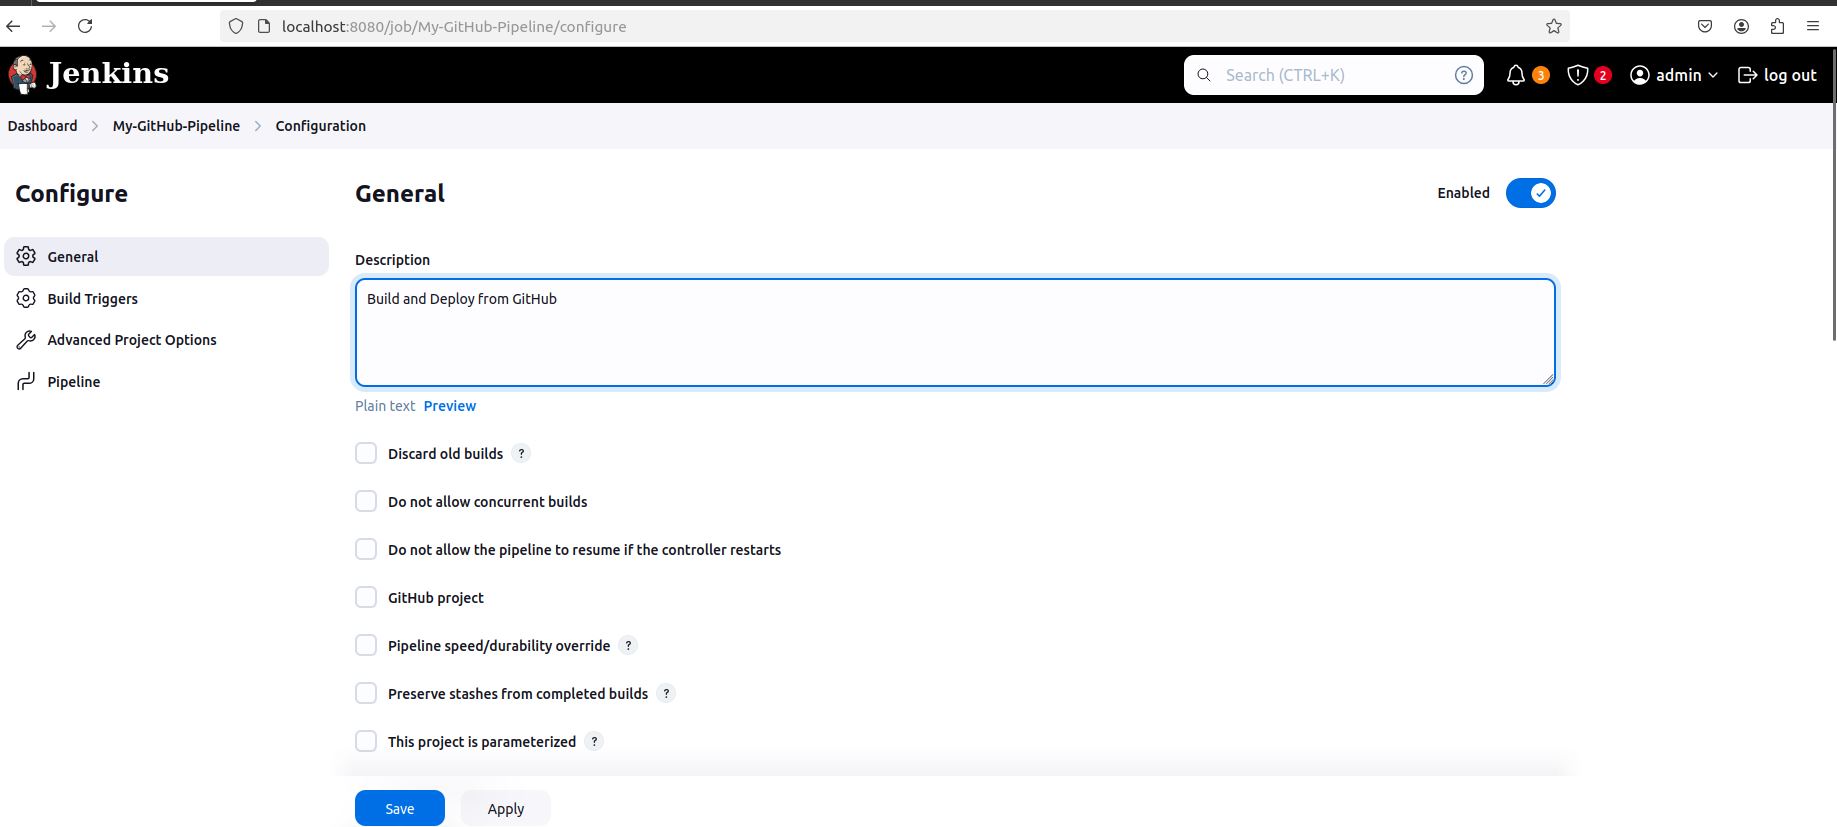 localhost:8080/job/My-GitHub-Pipeline/configure
Jenkins
Search (CTRL+K)
?
3
2
admin
log out
Dashboard > My-GitHub-Pipeline > Configuration
Configure
General
Build Triggers
Advanced Project Options
Pipeline
General
Enabled
Description
Build and Deploy from GitHub
Plain text Preview
Discard old builds ?
Do not allow concurrent builds
Do not allow the pipeline to resume if the controller restarts
GitHub project
Pipeline speed/durability override ?
Preserve stashes from completed builds ?
This project is parameterized ?
Save
Apply